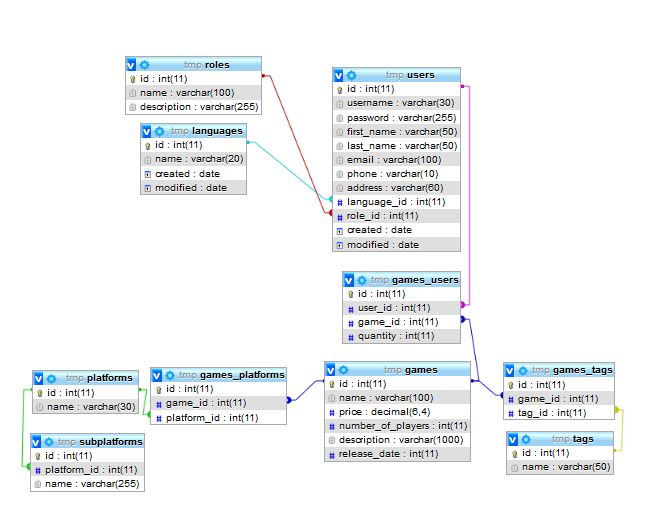 tmp roles
id : int(11)
name : varchar(100)
description : varchar(255)
tmp languages
id : int(11)
name : varchar(20)
created : date
modified : date
tmp users
id : int(11)
username : varchar(30)
password : varchar(255)
first_name : varchar(50)
last_name : varchar(50)
email : varchar(100)
phone : varchar(10)
address : varchar(60)
language_id : int(11)
role_id : int(11)
created : date
modified : date
tmp games_users
id : int(11)
user_id : int(11)
game_id : int(11)
quantity : int(11)
tmp platforms
id : int(11)
name : varchar(30)
tmp subplatforms
id : int(11)
platform_id : int(11)
name : varchar(255)
tmp games_platforms
id : int(11)
game_id : int(11)
platform_id : int(11)
tmp games
id : int(11)
name : varchar(100)
price : decimal(6,4)
number_of_players : int(11)
description : varchar(1000)
release_date : int(11)
tmp games_tags
id : int(11)
game_id : int(11)
tag_id : int(11)
tmp tags
id : int(11)
name : varchar(50)